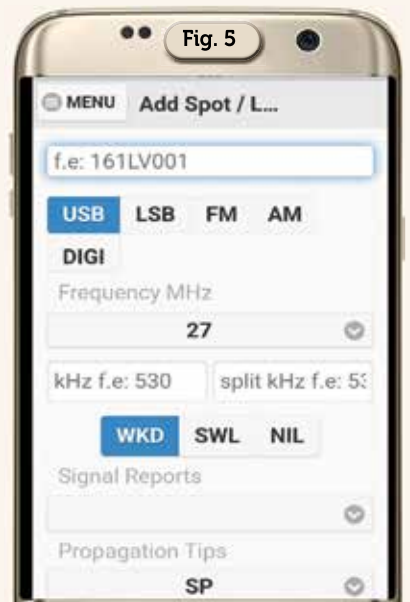 Fig. 5
MENU Add Spot / L...
f.e: 161LV001
USB LSB FM AM
DIGI
Frequency MHz
27
kHz f.e: 530 split kHz f.e: 53
WKD SWL NIL
Signal Reports
Propagation Tips
SP